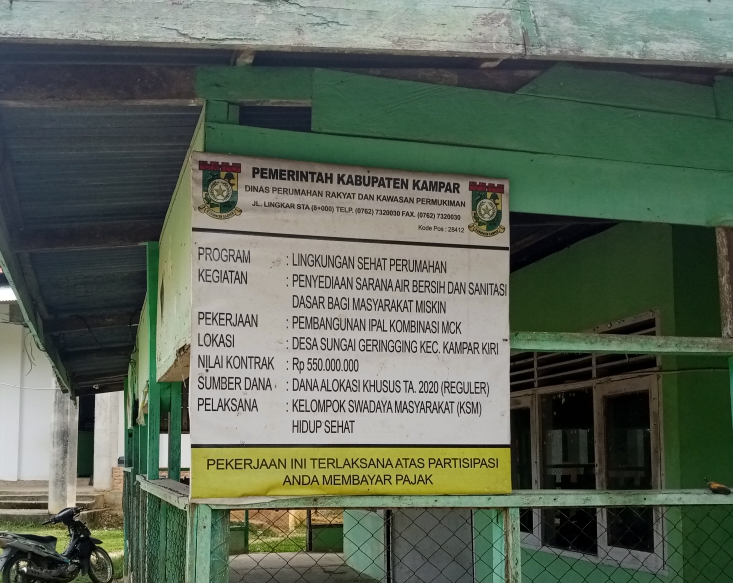 PEMERINTAH KABUPATEN KAMPAR
DINAS PERUMAHAN RAKYAT DAN KAWASAN PERMUKIMAN
JL. LINGKAR STA (8+000) TELP. (0762) 7320030 FAX. (0762) 7320030
Kode Pos : 28412
PROGRAM : LINGKUNGAN SEHAT PERUMAHAN
KEGIATAN : PENYEDIAAN SARANA AIR BERSIH DAN SANITASI
DASAR BAGI MASYARAKAT MISKIN
PEKERJAAN : PEMBANGUNAN IPAL KOMBINASI MCK
LOKASI : DESA SUNGAI GERINGGING KEC. KAMPAR KIRI
NILAI KONTRAK : Rp 550.000.000
SUMBER DANA : DANA ALOKASI KHUSUS TA. 2020 (REGULER)
PELAKSANA : KELOMPOK SWADAYA MASYARAKAT (KSM)
HIDUP SEHAT
PEKERJAAN INI TERLAKSANA ATAS PARTISIPASI
ANDA MEMBAYAR PAJAK